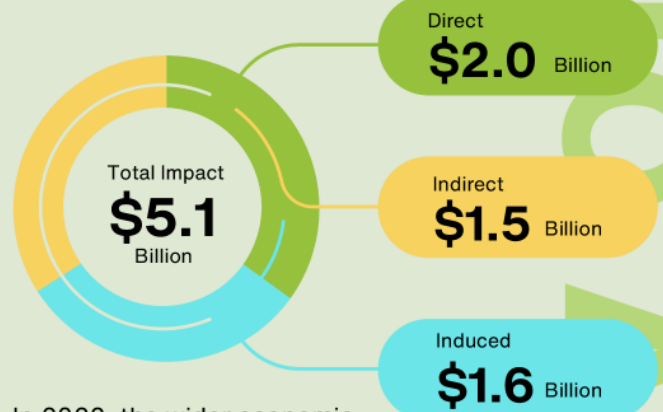 Direct
$2.0 Billion
Total Impact
$5.1
Billion
Indirect
$1.5 Billion
Induced
$1.6 Billion